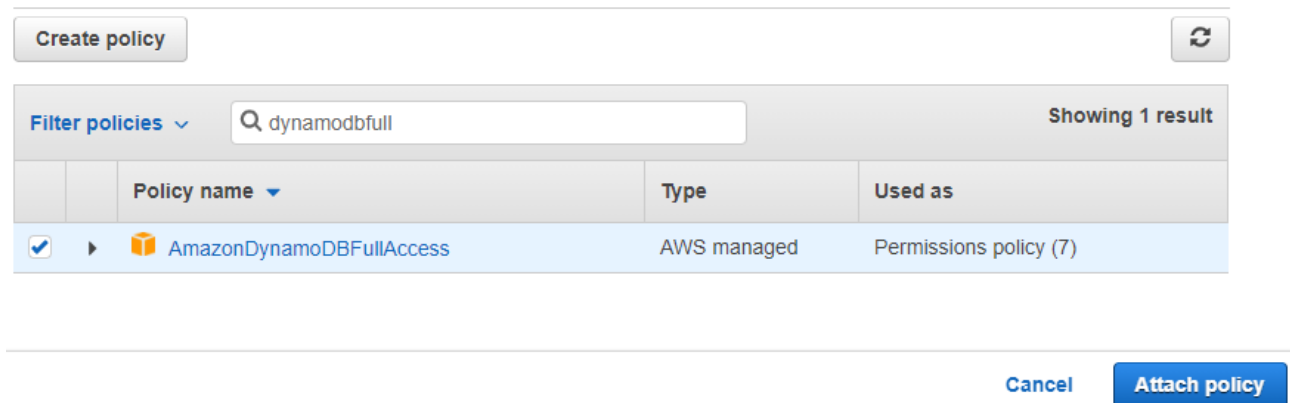 Create policy
Filter policies dynamodbfull Showing 1 result
Policy name Type Used as
AmazonDynamoDBFullAccess AWS managed Permissions policy (7)
Cancel Attach policy